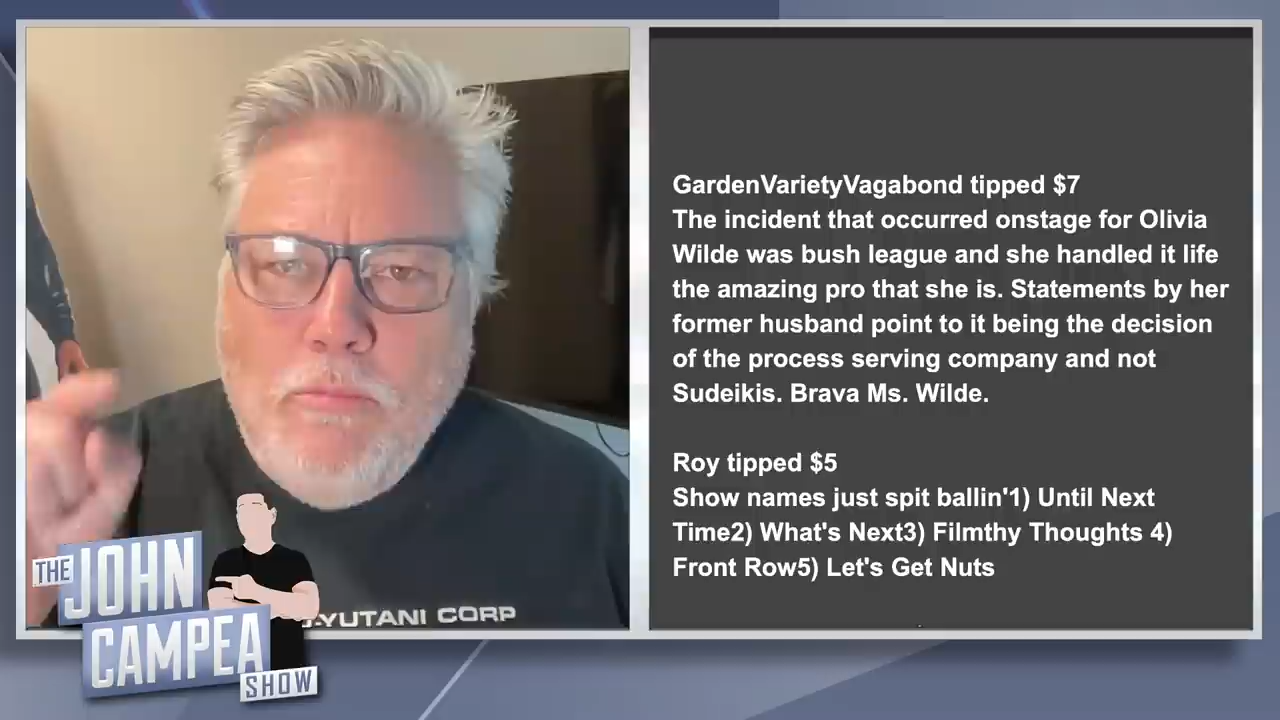 GardenVarietyVagabond tipped $7
The incident that occurred onstage for Olivia
Wilde was bush league and she handled it life
the amazing pro that she is. Statements by her
former husband point to it being the decision
of the process serving company and not
Sudeikis. Brava Ms. Wilde.
Roy tipped $5
Show names just spit ballin'1) Until Next
Time2) What's Next3) Filmthy Thoughts 4)
Front Row5) Let's Get Nuts
YUTANI CORP
THE
JOHN
CAMPEA
SHOW